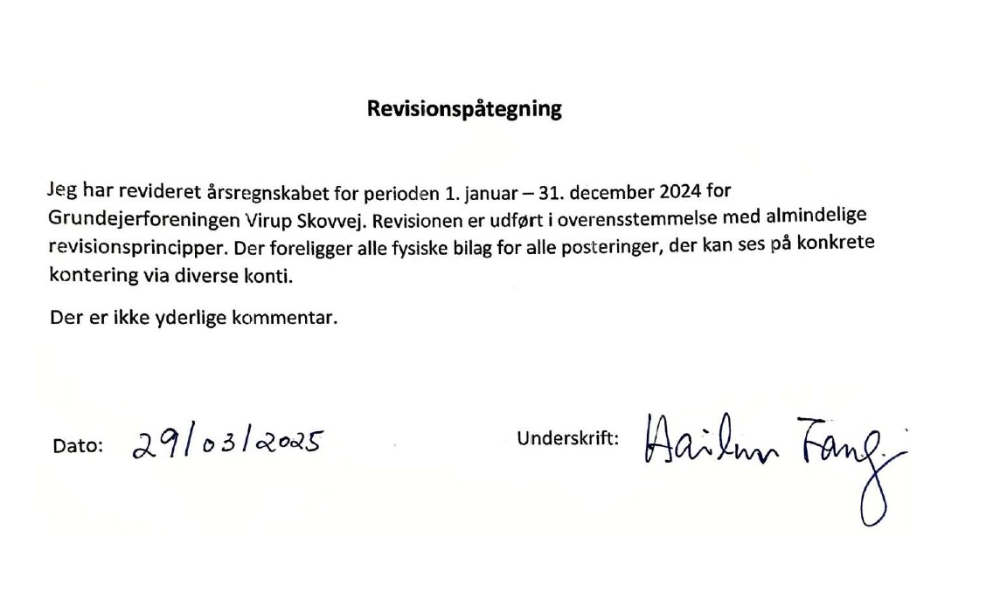 Revisionspåtegning
Jeg har revideret årsregnskabet for perioden 1. januar – 31. december 2024 for
Grundejerforeningen Virup Skovvej. Revisionen er udført i overensstemmelse med almindelige
revisionsprincipper. Der foreligger alle fysiske bilag for alle posteringer, der kan ses på konkrete
kontering via diverse konti.
Der er ikke yderlige kommentar.
Dato: 29/03/2025 Underskrift: Hailun Fang